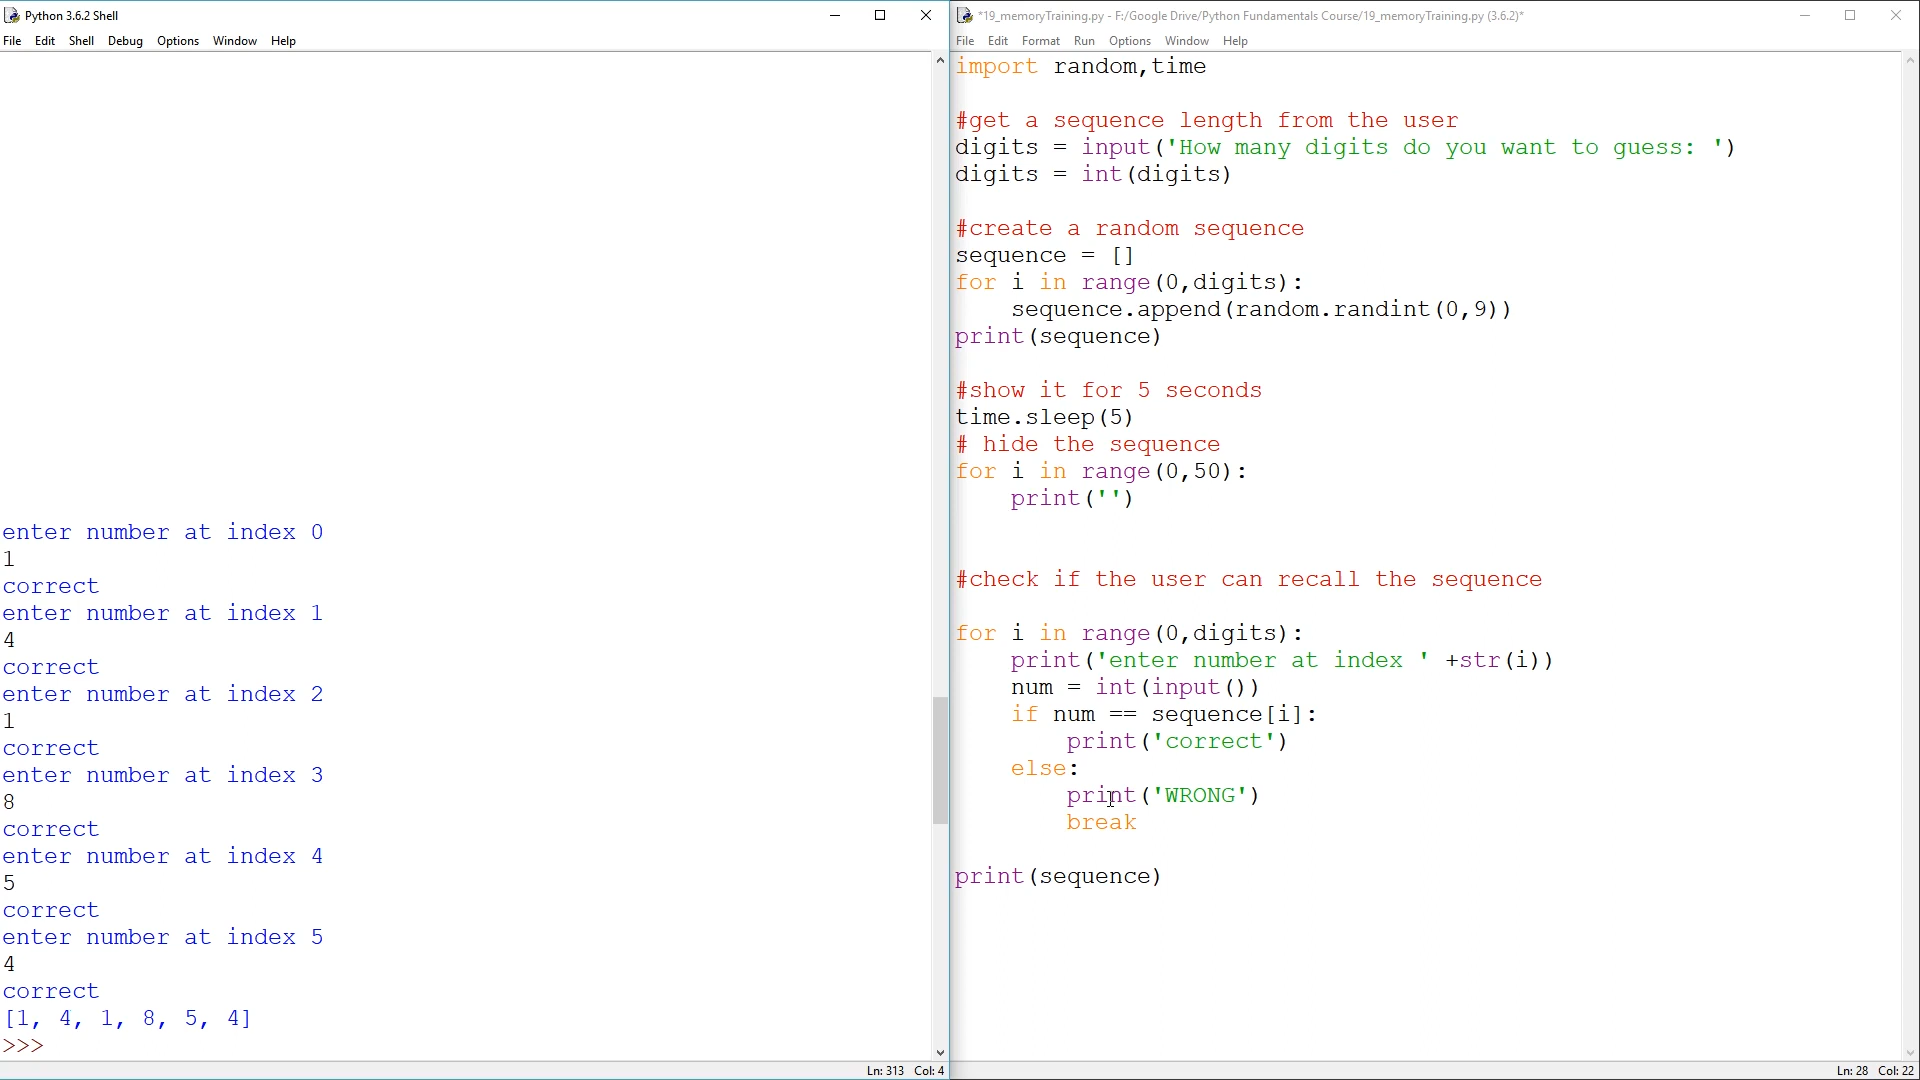 Python 3.6.2 Shell
File Edit Shell Debug Options Window Help
enter number at index 0
1
correct
enter number at index 1
4
correct
enter number at index 2
1
correct
enter number at index 3
8
correct
enter number at index 4
5
correct
enter number at index 5
4
correct
[1, 4, 1, 8, 5, 4]
>>>
Ln: 313 Col: 4
*19_memoryTraining.py - F:/Google Drive/Python Fundamentals Course/19_memoryTraining.py (3.6.2)*
File Edit Format Run Options Window Help
import random,time
#get a sequence length from the user
digits = input('How many digits do you want to guess: ')
digits = int(digits)
#create a random sequence
sequence = []
for i in range(0,digits):
    sequence.append(random.randint(0,9))
print(sequence)
#show it for 5 seconds
time.sleep(5)
# hide the sequence
for i in range(0,50):
    print('')
#check if the user can recall the sequence
for i in range(0,digits):
    print('enter number at index ' +str(i))
    num = int(input())
    if num == sequence[i]:
        print('correct')
    else:
        print('WRONG')
        break
print(sequence)
Ln: 28 Col: 22